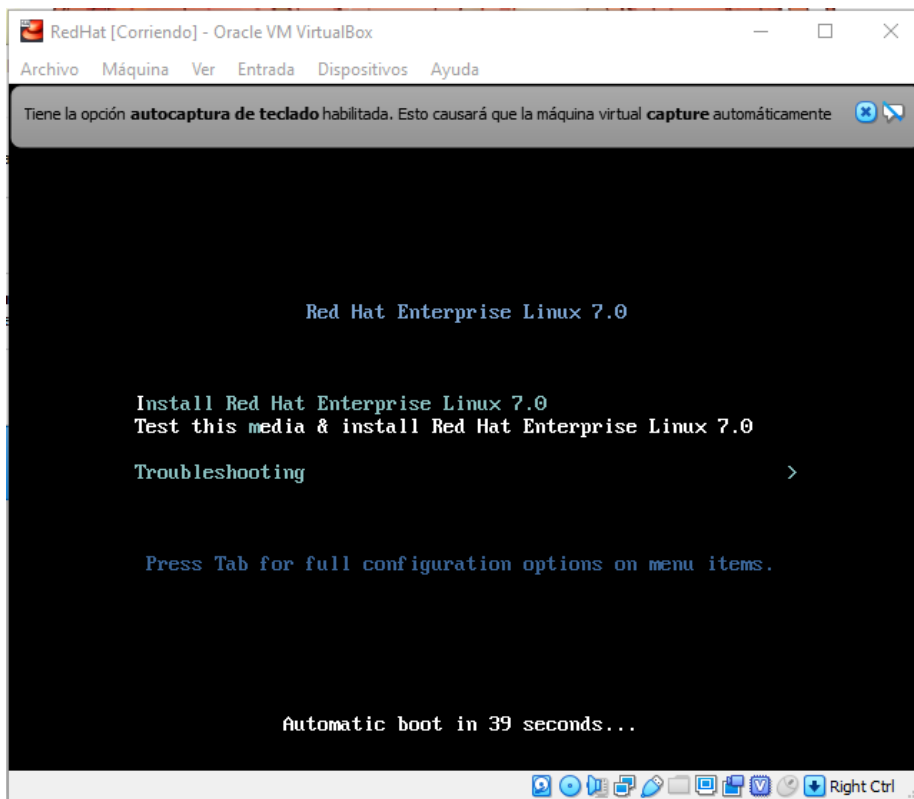 RedHat [Corriendo] - Oracle VM VirtualBox
Archivo Máquina Ver Entrada Dispositivos Ayuda
Tiene la opción autocaptura de teclado habilitada. Esto causará que la máquina virtual capture automáticamente
Red Hat Enterprise Linux 7.0
Install Red Hat Enterprise Linux 7.0
Test this media & install Red Hat Enterprise Linux 7.0
Troubleshooting >
Press Tab for full configuration options on menu items.
Automatic boot in 39 seconds...
Right Ctrl